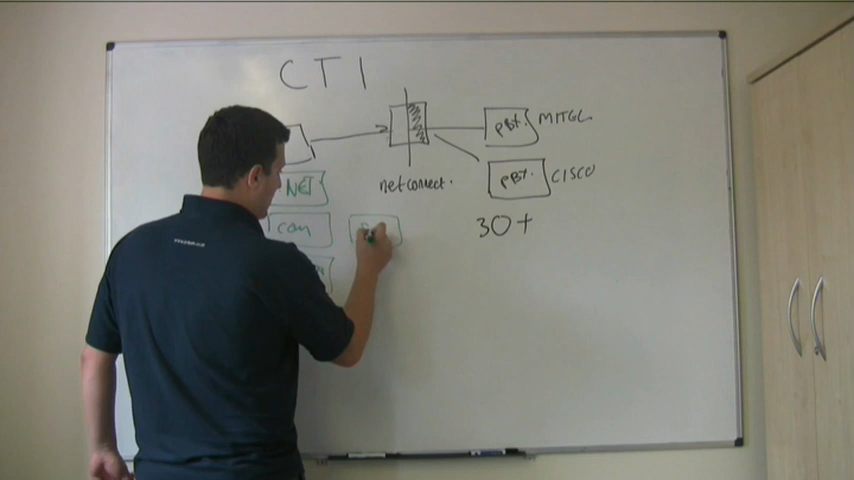 CTI
PBX. MITEL
netconnect.
PBX. CISCO
NET
com
30+